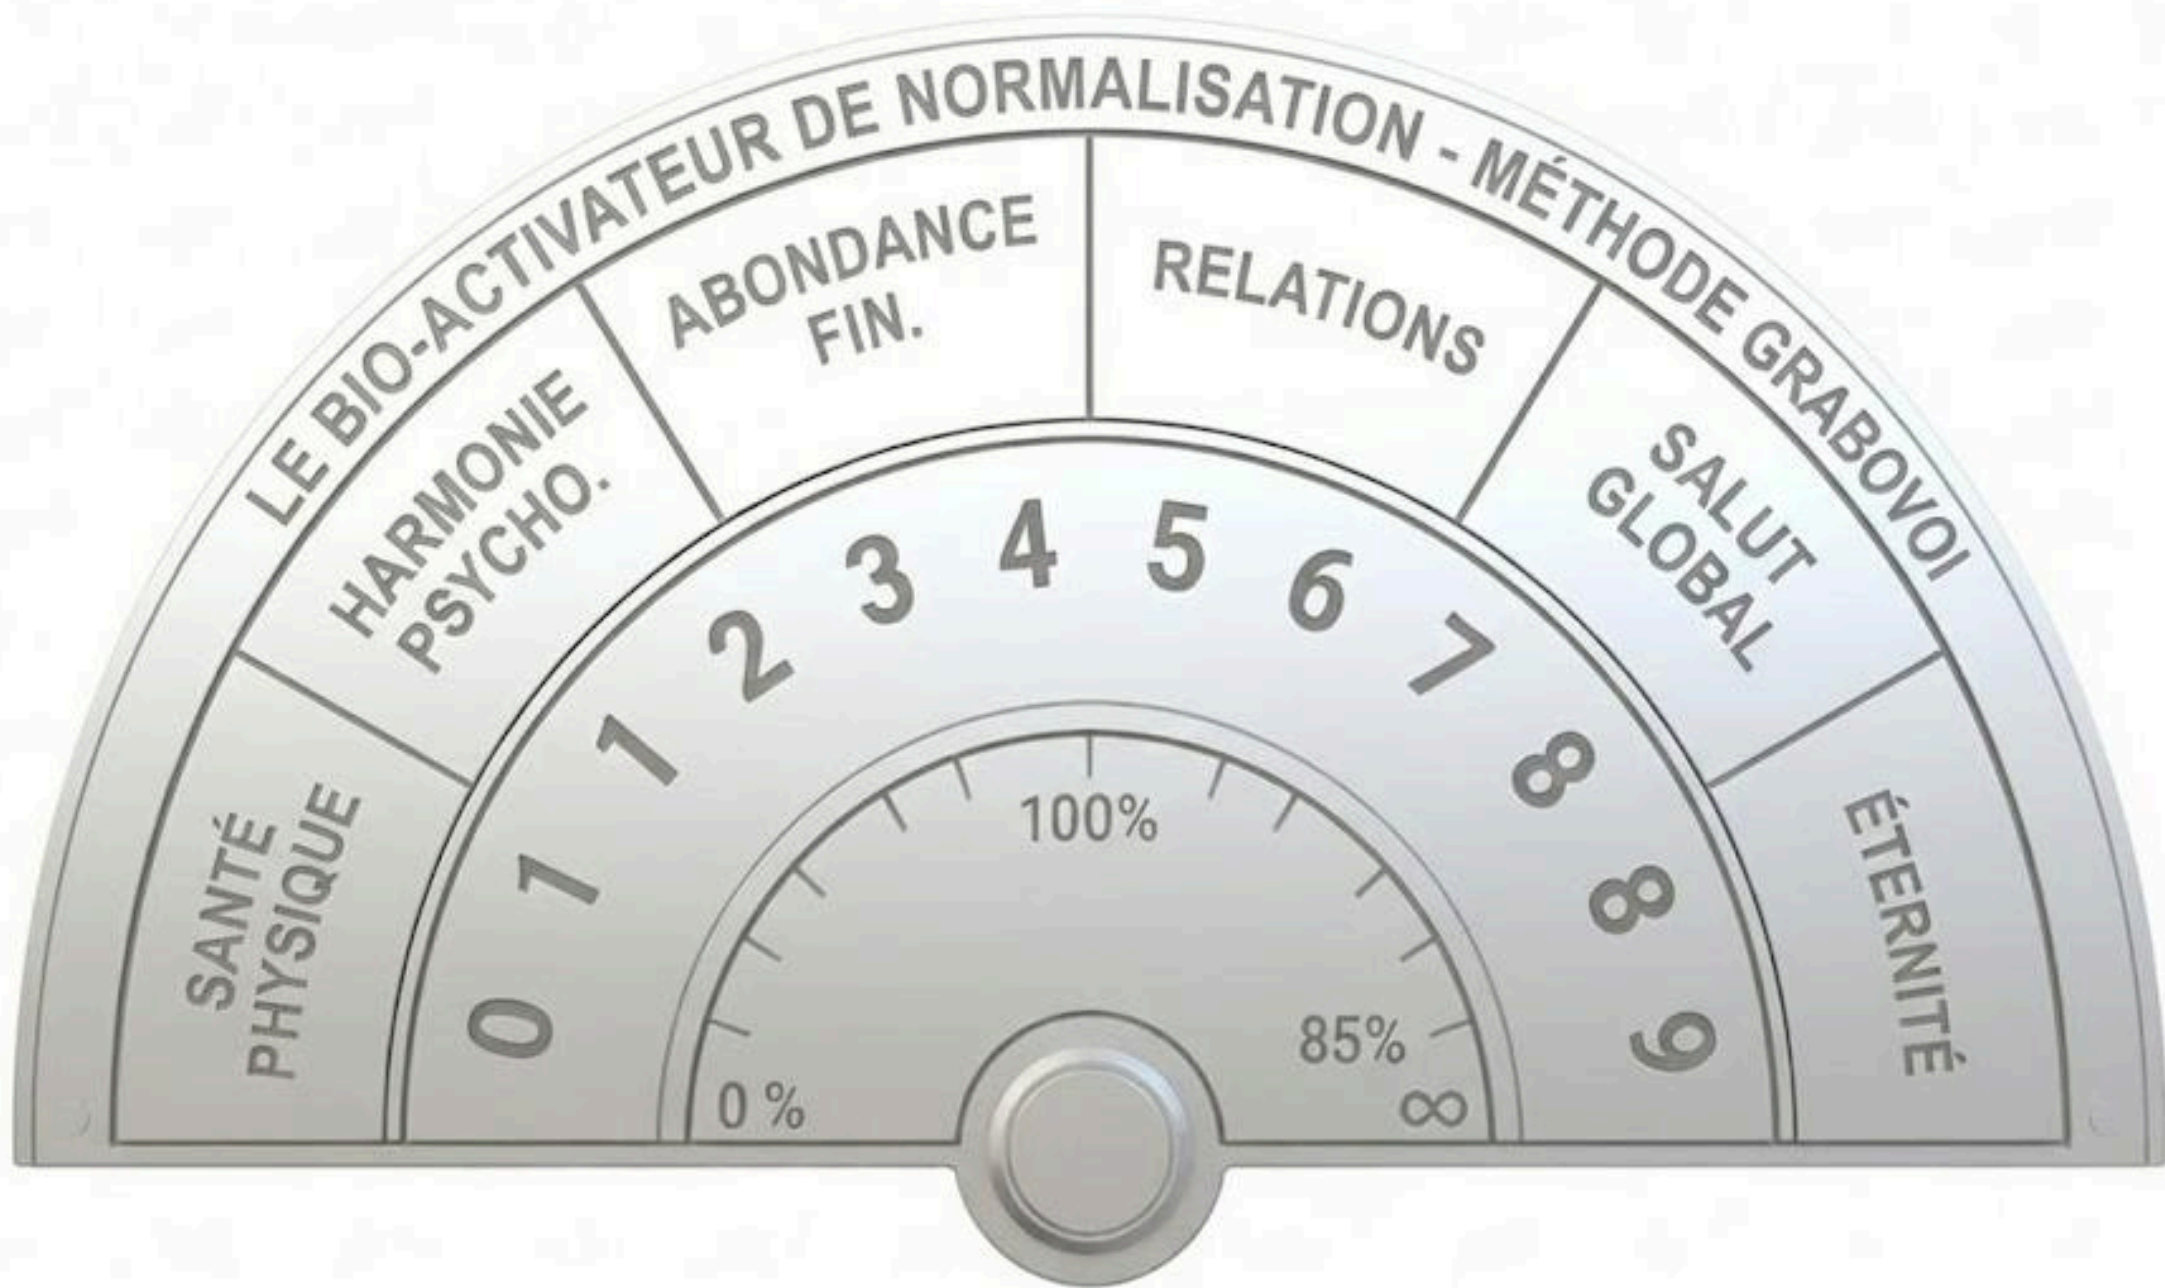 LE BIO-ACTIVATEUR DE NORMALISATION - MÉTHODE GRABOVOI
SANTÉ
PHYSIQUE
HARMONIE
PSYCHO.
ABONDANCE
FIN.
RELATIONS
SALUT
GLOBAL
ÉTERNITÉ
0 1 1 2 3 4 5 6 7 8 8 9
0 %
100%
85%
∞